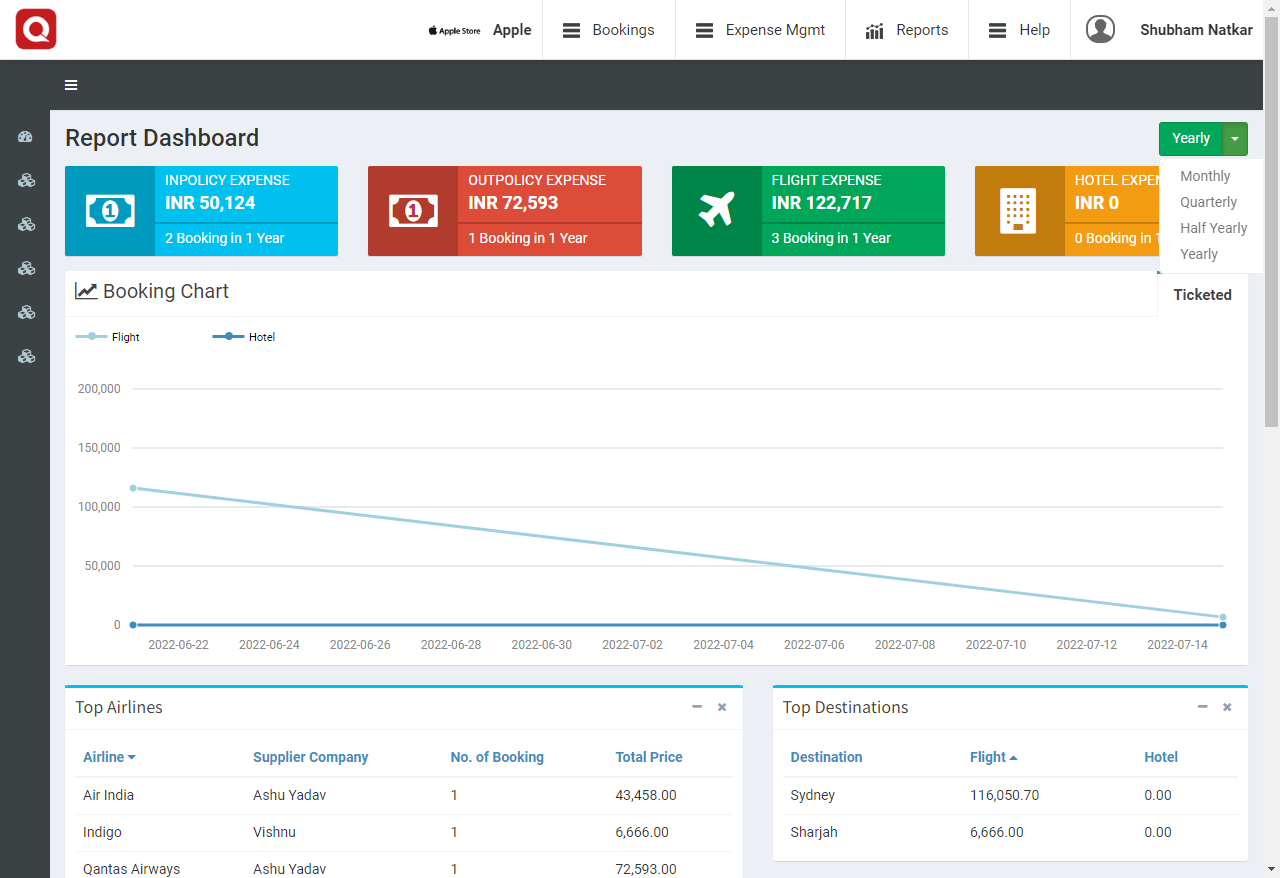 Apple Store Apple Bookings Expense Mgmt Reports Help Shubham Natkar
Report Dashboard
Yearly
Monthly
Quarterly
Half Yearly
Yearly
INPOLICY EXPENSE
INR 50,124
2 Booking in 1 Year
OUTPOLICY EXPENSE
INR 72,593
1 Booking in 1 Year
FLIGHT EXPENSE
INR 122,717
3 Booking in 1 Year
HOTEL EXPEN
INR 0
0 Booking in 1
Booking Chart
Ticketed
Flight Hotel
200,000
150,000
100,000
50,000
0
2022-06-22 2022-06-24 2022-06-26 2022-06-28 2022-06-30 2022-07-02 2022-07-04 2022-07-06 2022-07-08 2022-07-10 2022-07-12 2022-07-14
Top Airlines
Airline Supplier Company No. of Booking Total Price
Air India Ashu Yadav 1 43,458.00
Indigo Vishnu 1 6,666.00
Qantas Airways Ashu Yadav 1 72,593.00
Top Destinations
Destination Flight Hotel
Sydney 116,050.70 0.00
Sharjah 6,666.00 0.00